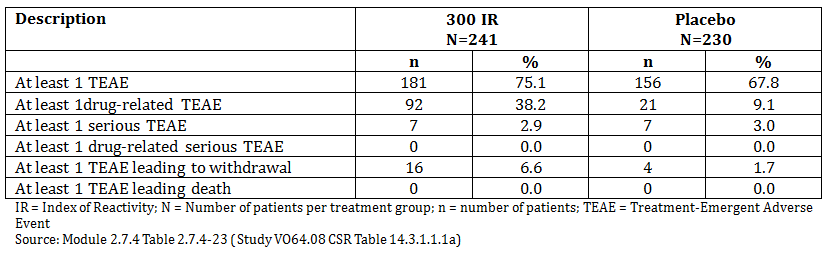 Description 300 IR Placebo
N=241 N=230
n % n %
At least 1 TEAE 181 75.1 156 67.8
At least 1drug-related TEAE 92 38.2 21 9.1
At least 1 serious TEAE 7 2.9 7 3.0
At least 1 drug-related serious TEAE 0 0.0 0 0.0
At least 1 TEAE leading to withdrawal 16 6.6 4 1.7
At least 1 TEAE leading death 0 0.0 0 0.0
IR = Index of Reactivity; N = Number of patients per treatment group; n = number of patients; TEAE = Treatment-Emergent Adverse
Event
Source: Module 2.7.4 Table 2.7.4-23 ( Study VO64.08 CSR Table 14.3.1.1.1a)